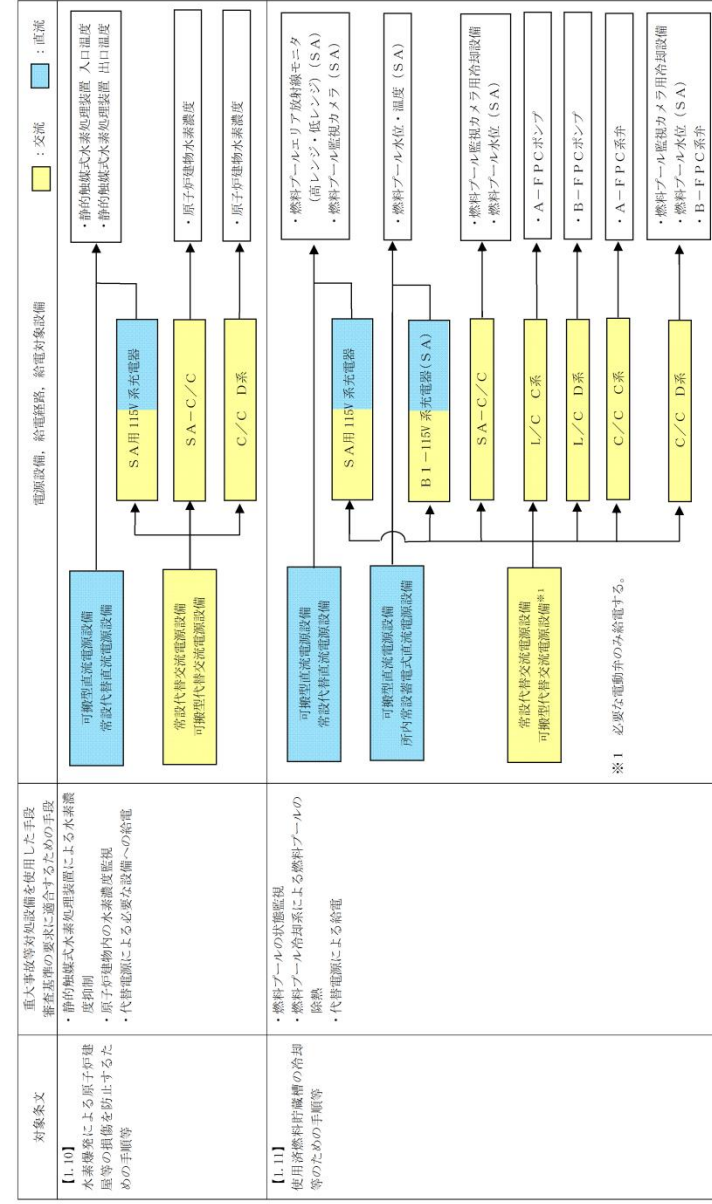 対象条文
重大事故等対処設備を使用した手段
審査基準の要求に適合するための手段
電源設備，給電経路，給電対象設備
：交流
：直流
【1.10】
水素爆発による原子炉建
屋等の損傷を防止するた
めの手順等
・静的触媒式水素処理装置による水素濃
度抑制
・原子炉建物内の水素濃度監視
・代替電源による必要な設備への給電
可搬型直流電源設備
常設代替直流電源設備
常設代替交流電源設備
可搬型代替交流電源設備
ＳＡ用 115V 系充電器
ＳＡ－Ｃ／Ｃ
Ｃ／Ｃ Ｄ系
・静的触媒式水素処理装置 入口温度
・静的触媒式水素処理装置 出口温度
・原子炉建物水素濃度
・原子炉建物水素濃度
【1.11】
使用済燃料貯蔵槽の冷却
等のための手順等
・燃料プールの状態監視
・燃料プール冷却系による燃料プールの
除熱
・代替電源による給電
可搬型直流電源設備
常設代替直流電源設備
可搬型直流電源設備
所内常設蓄電式直流電源設備
常設代替交流電源設備
可搬型代替交流電源設備※1
※１ 必要な電動弁のみ給電する。
ＳＡ用 115V 系充電器
Ｂ１－115V 系充電器(ＳＡ)
ＳＡ－Ｃ／Ｃ
Ｌ／Ｃ Ｃ系
Ｌ／Ｃ Ｄ系
Ｃ／Ｃ Ｃ系
Ｃ／Ｃ Ｄ系
・燃料プールエリア放射線モニタ
(高レンジ・低レンジ)（ＳＡ）
・燃料プール監視カメラ（ＳＡ）
・燃料プール水位・温度（ＳＡ）
・燃料プール監視カメラ用冷却設備
・燃料プール水位（ＳＡ）
・Ａ－ＦＰＣポンプ
・Ｂ－ＦＰＣポンプ
・Ａ－ＦＰＣ系弁
・燃料プール監視カメラ用冷却設備
・燃料プール水位（ＳＡ）
・Ｂ－ＦＰＣ系弁